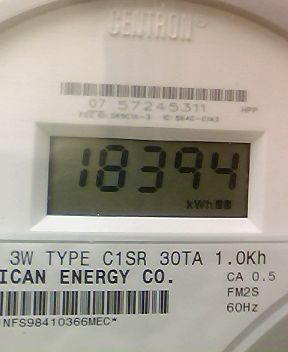 CENTRON
07 57245311 HPP
18394
kWh
3W TYPE C1SR 30TA 1.0Kh
ICAN ENERGY CO. CA 0.5
FM2S
60Hz
NFS98410366MEC*